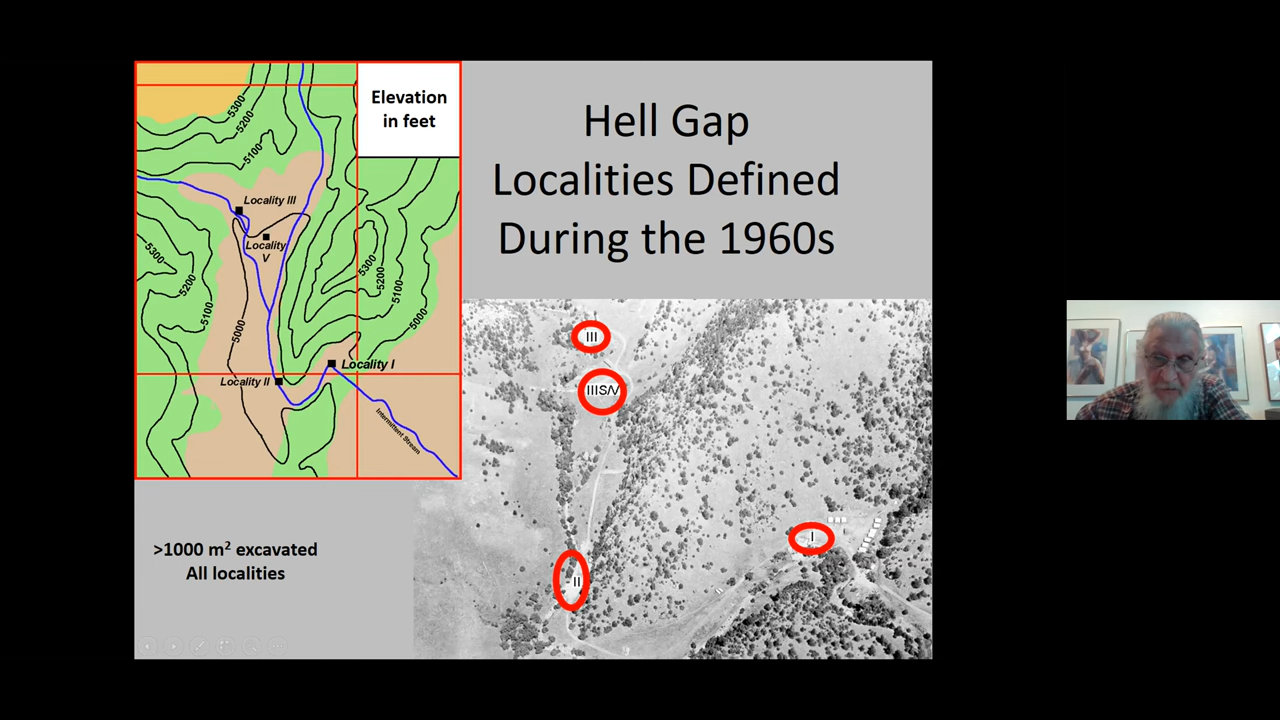 Hell Gap
Localities Defined
During the 1960s
Elevation
in feet
5300
5200
5100
Locality III
Locality
V
5300
5200
5100
5000
5300
5200
5100
5000
Locality I
Locality II
Intermittent Stream
III
IIIS/V
I
II
>1000 m² excavated
All localities